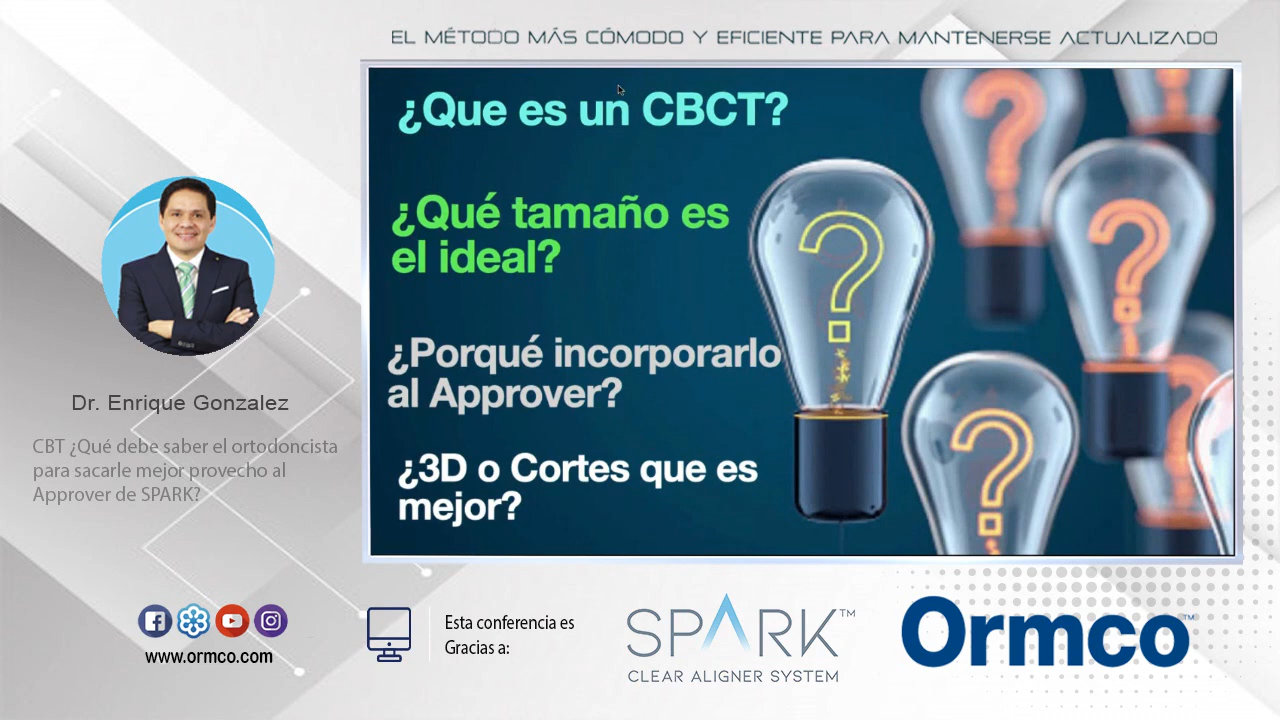 EL MÉTODO MÁS CÓMODO Y EFICIENTE PARA MANTENERSE ACTUALIZADO
¿Que es un CBCT?
¿Qué tamaño es
el ideal?
¿Porqué incorporarlo
al Approver?
¿3D o Cortes que es
mejor?
Dr. Enrique Gonzalez
CBT ¿Qué debe saber el ortodoncista
para sacarle mejor provecho al
Approver de SPARK?
www.ormco.com
Esta conferencia es
Gracias a:
SPARK™
CLEAR ALIGNER SYSTEM
Ormco™